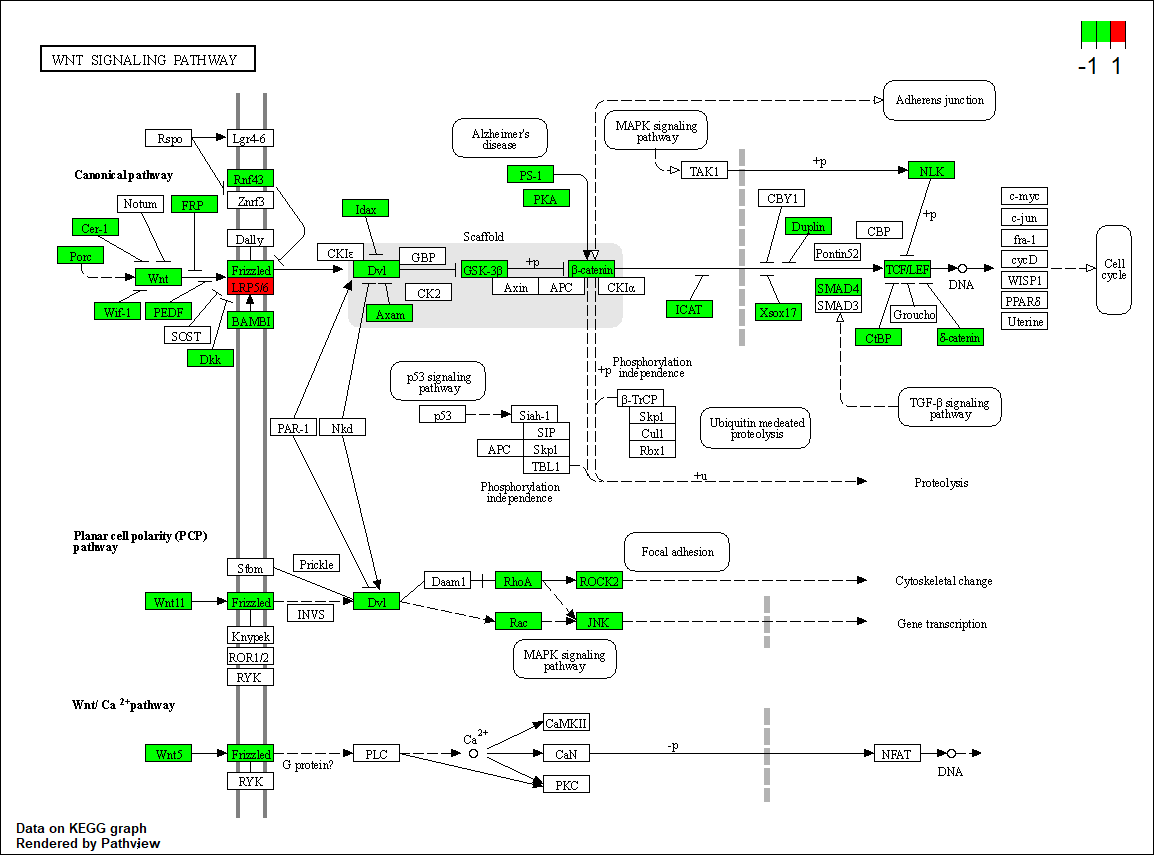 WNT SIGNALING PATHWAY
-1 1
Adherens junction
MAPK signaling
pathway
Alzheimer's
disease
Rspo
Lgr4-6
TAK1
+p
NLK
Canonical pathway
Rnf43
PS-1
PKA
Notum
FRP
Znrf3
Idax
CBY1
c-myc
Cer-1
Dally
Scaffold
Duplin
CBP
+p
c-jun
Porc
CKIε
GBP
Pontin52
fra-1
Wnt
Frizzled
Dvl
GSK-3β
+p
β-catenin
TCF/LEF
DNA
cycD
Cell
cycle
LRP5/6
CK2
Axin
APC
CKIα
SMAD4
SMAD3
WISP1
PPARδ
Wif-1
PEDF
BAMBI
Axam
ICAT
Xsox17
Groucho
Uterine
SOST
CtBP
δ-catenin
Dkk
p53 signaling
pathway
+p
Phosphorylation
independence
TGF-β signaling
pathway
p53
Siah-1
β-TrCP
Skp1
Cul1
Rbx1
Ubiquitin medeated
proteolysis
PAR-1
Nkd
SIP
APC
Skp1
TBL1
+u
Proteolysis
Phosphorylation
independence
Planar cell polarity (PCP)
pathway
Focal adhesion
Stbm
Prickle
Daam1
RhoA
ROCK2
Cytoskeletal change
Wnt11
Frizzled
INVS
Dvl
Rac
JNK
Gene transcription
Knypek
ROR1/2
RYK
MAPK signaling
pathway
Wnt/ Ca 2+ pathway
CaMKII
Ca 2+
Wnt5
Frizzled
G protein?
PLC
CaN
-p
NFAT
DNA
RYK
PKC
Data on KEGG graph
Rendered by Pathview